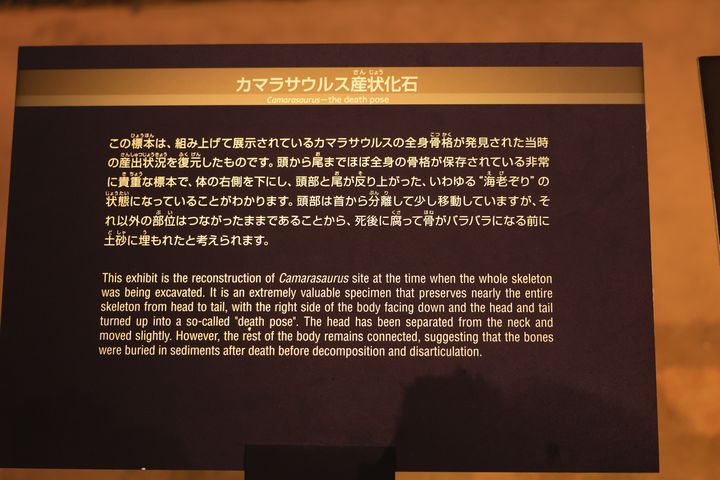 カマラサウルス産状化石
Camarasaurus－the death pose
この標本は、組み上げて展示されているカマラサウルスの全身骨格が発見された当時
の産出状況を復元したものです。頭から尾までほぼ全身の骨格が保存されている非常
に貴重な標本で、体の右側を下にし、頭部と尾が反り上がった、いわゆる“海老ぞり”の
状態になっていることがわかります。頭部は首から分離して少し移動していますが、そ
れ以外の部位はつながったままであることから、死後に腐って骨がバラバラになる前に
土砂に埋もれたと考えられます。
This exhibit is the reconstruction of Camarasaurus site at the time when the whole skeleton
was being excavated. It is an extremely valuable specimen that preserves nearly the entire
skeleton from head to tail, with the right side of the body facing down and the head and tail
turned up into a so-called "death pose". The head has been separated from the neck and
moved slightly. However, the rest of the body remains connected, suggesting that the bones
were buried in sediments after death before decomposition and disarticulation.